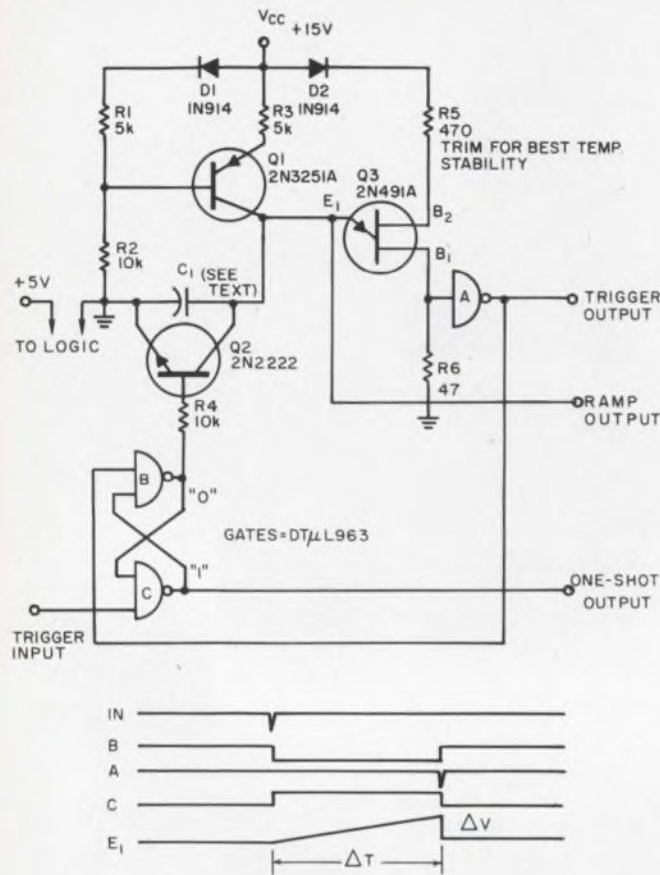 VCC
+15V
D1
1N914
D2
1N914
R1
5k
R3
5k
R5
470
TRIM FOR BEST TEMP.
STABILITY
Q1
2N3251A
Q3
2N491A
E1
B2
B1
R2
10k
C1 (SEE
TEXT)
+5V
TO LOGIC
A
TRIGGER
OUTPUT
Q2
2N2222
R6
47
RAMP
OUTPUT
R4
10k
B
"0"
GATES=DTμL963
"1"
C
ONE-SHOT
OUTPUT
TRIGGER
INPUT
IN
B
A
C
E1
ΔV
ΔT